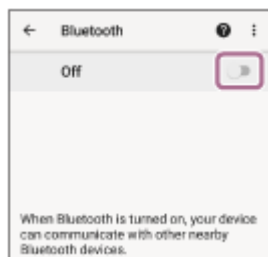 Bluetooth
Off
When Bluetooth is turned on, your device
can communicate with other nearby
Bluetooth devices.